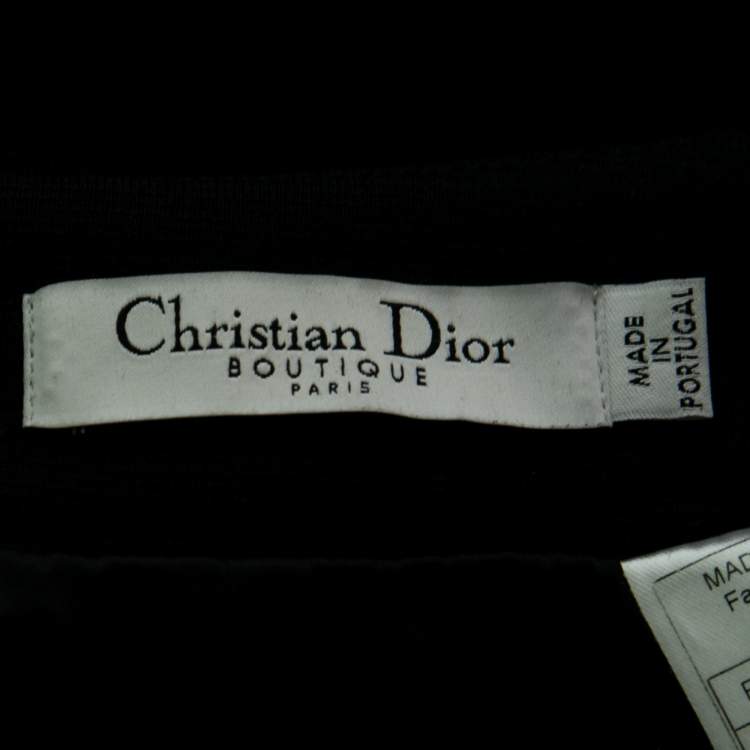 Christian Dior
BOUTIQUE
PARIS
MADE
IN
PORTUGAL